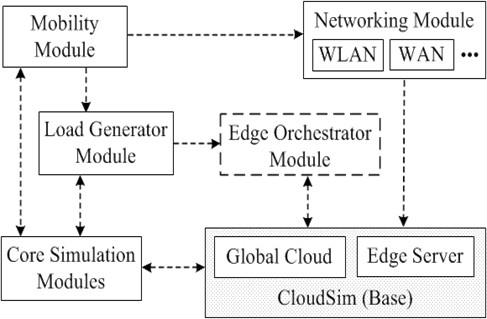 Mobility
Module
Networking Module
WLAN
WAN
•••
Load Generator
Module
Edge Orchestrator
Module
Core Simulation
Modules
Global Cloud
Edge Server
CloudSim (Base)